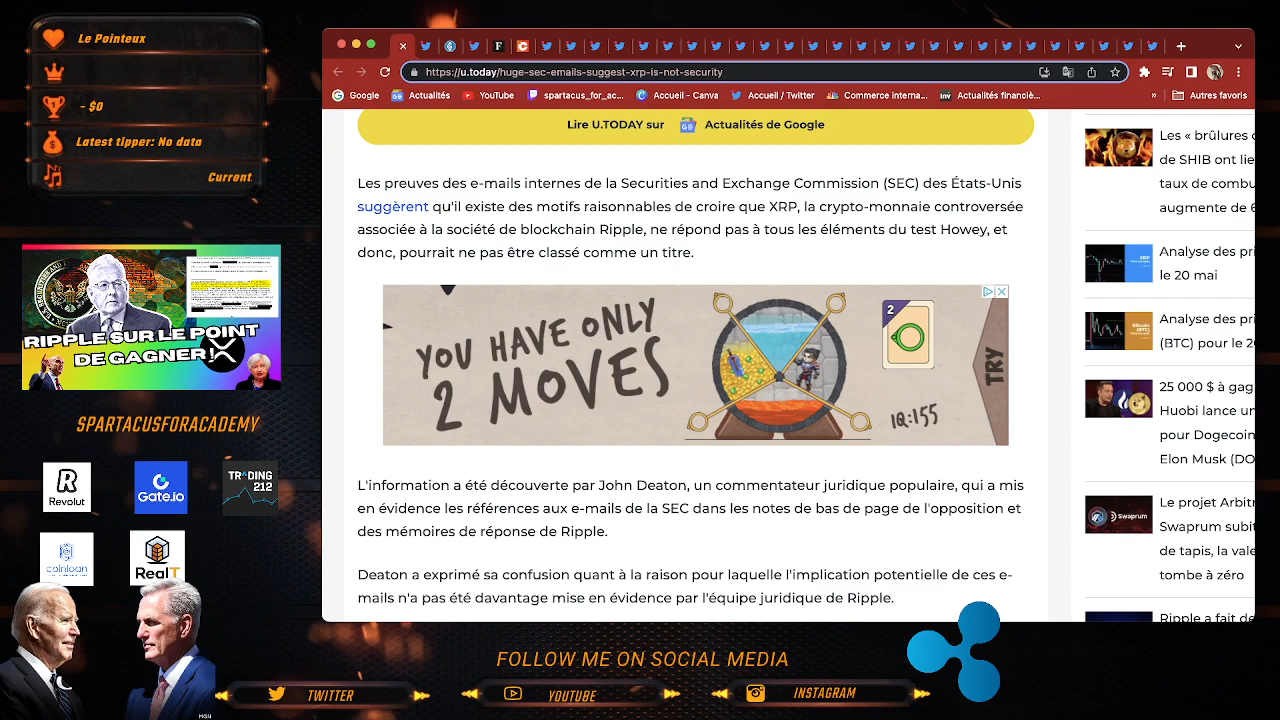 Le Pointeux
- $0
Latest tipper: No data
Current
RIPPLE SUR LE POINT
DE GAGNER !
SPARTACUSFORACADEMY
Revolut
Gate.io
TRADING
212
coinloan
RealT
MGN
https://u.today/huge-sec-emails-suggest-xrp-is-not-security
Google
Actualités
YouTube
spartacus_for_ac...
Accueil - Canva
Accueil / Twitter
Commerce interna...
Actualités financiè...
»
Autres favoris
Lire U.TODAY sur Actualités de Google
Les preuves des e-mails internes de la Securities and Exchange Commission (SEC) des États-Unis
suggèrent qu'il existe des motifs raisonnables de croire que XRP, la crypto-monnaie controversée
associée à la société de blockchain Ripple, ne répond pas à tous les éléments du test Howey, et
donc, pourrait ne pas être classé comme un titre.
YOU HAVE ONLY
2 MOVES
2
IQ:155
TRY
L'information a été découverte par John Deaton, un commentateur juridique populaire, qui a mis
en évidence les références aux e-mails de la SEC dans les notes de bas de page de l'opposition et
des mémoires de réponse de Ripple.
Deaton a exprimé sa confusion quant à la raison pour laquelle l'implication potentielle de ces e-
mails n'a pas été davantage mise en évidence par l'équipe juridique de Ripple.
Les « brûlures
de SHIB ont lie
taux de combu
augmente de 6
Analyse des pri
le 20 mai
Analyse des pri
(BTC) pour le 20
25 000 $ à gag
Huobi lance un
pour Dogecoin
Elon Musk (DO
Le projet Arbitr
Swaprum subit
de tapis, la vale
tombe à zéro
Ripple a fait de
Swaprum
FOLLOW ME ON SOCIAL MEDIA
TWITTER
YOUTUBE
INSTAGRAM